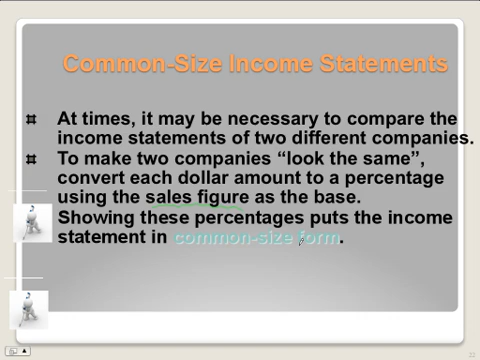 Common-Size Income Statements
At times, it may be necessary to compare the
income statements of two different companies.
To make two companies “look the same”,
convert each dollar amount to a percentage
using the sales figure as the base.
Showing these percentages puts the income
statement in common-size form.
32